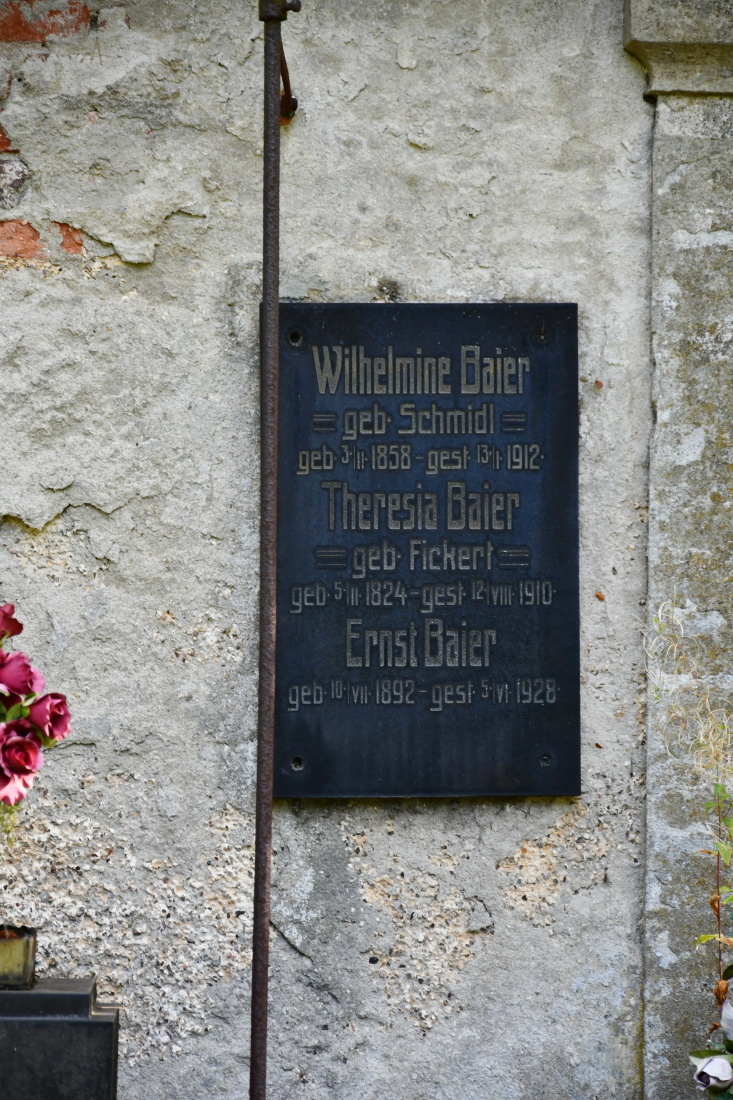 Wilhelmine Baier
geb. Schmidl
geb. 3.|II. 1858 - gest. 13.|I. 1912.
Theresia Baier
geb. Fickert
geb. 5.|II. 1824 - gest. 12.|VIII. 1910.
Ernst Baier
geb. 10.|VII. 1892 - gest. 5.|VI. 1928.